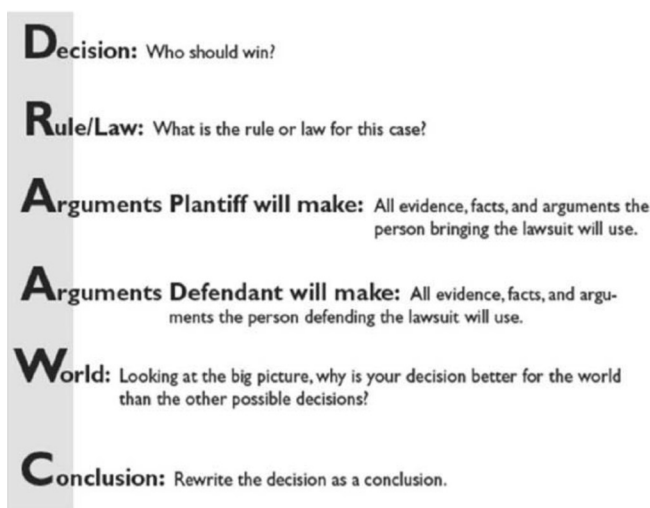 Decision: Who should win?
Rule/Law: What is the rule or law for this case?
Arguments Plantiff will make: All evidence, facts, and arguments the
person bringing the lawsuit will use.
Arguments Defendant will make: All evidence, facts, and argu-
ments the person defending the lawsuit will use.
World: Looking at the big picture, why is your decision better for the world
than the other possible decisions?
Conclusion: Rewrite the decision as a conclusion.